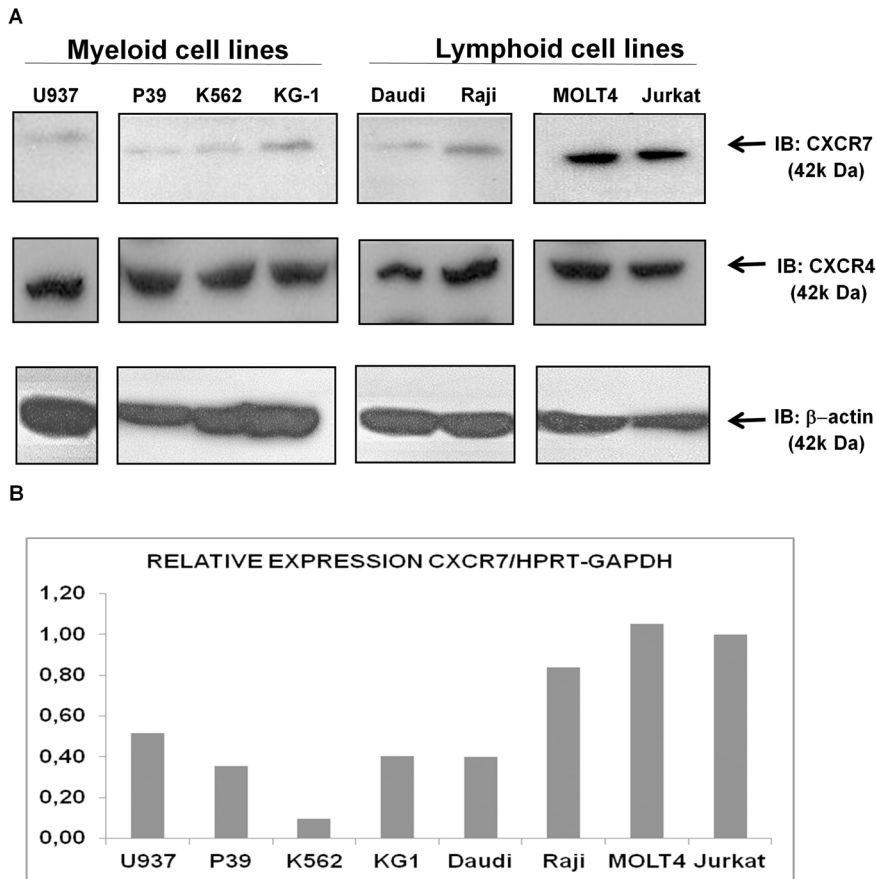 A
Myeloid cell lines Lymphoid cell lines
U937 P39 K562 KG-1 Daudi Raji MOLT4 Jurkat
IB: CXCR7
(42k Da)
IB: CXCR4
(42k Da)
IB: β–actin
(42k Da)
B
RELATIVE EXPRESSION CXCR7/HPRT-GAPDH
1,20
1,00
0,80
0,60
0,40
0,20
0,00
U937 P39 K562 KG1 Daudi Raji MOLT4 Jurkat